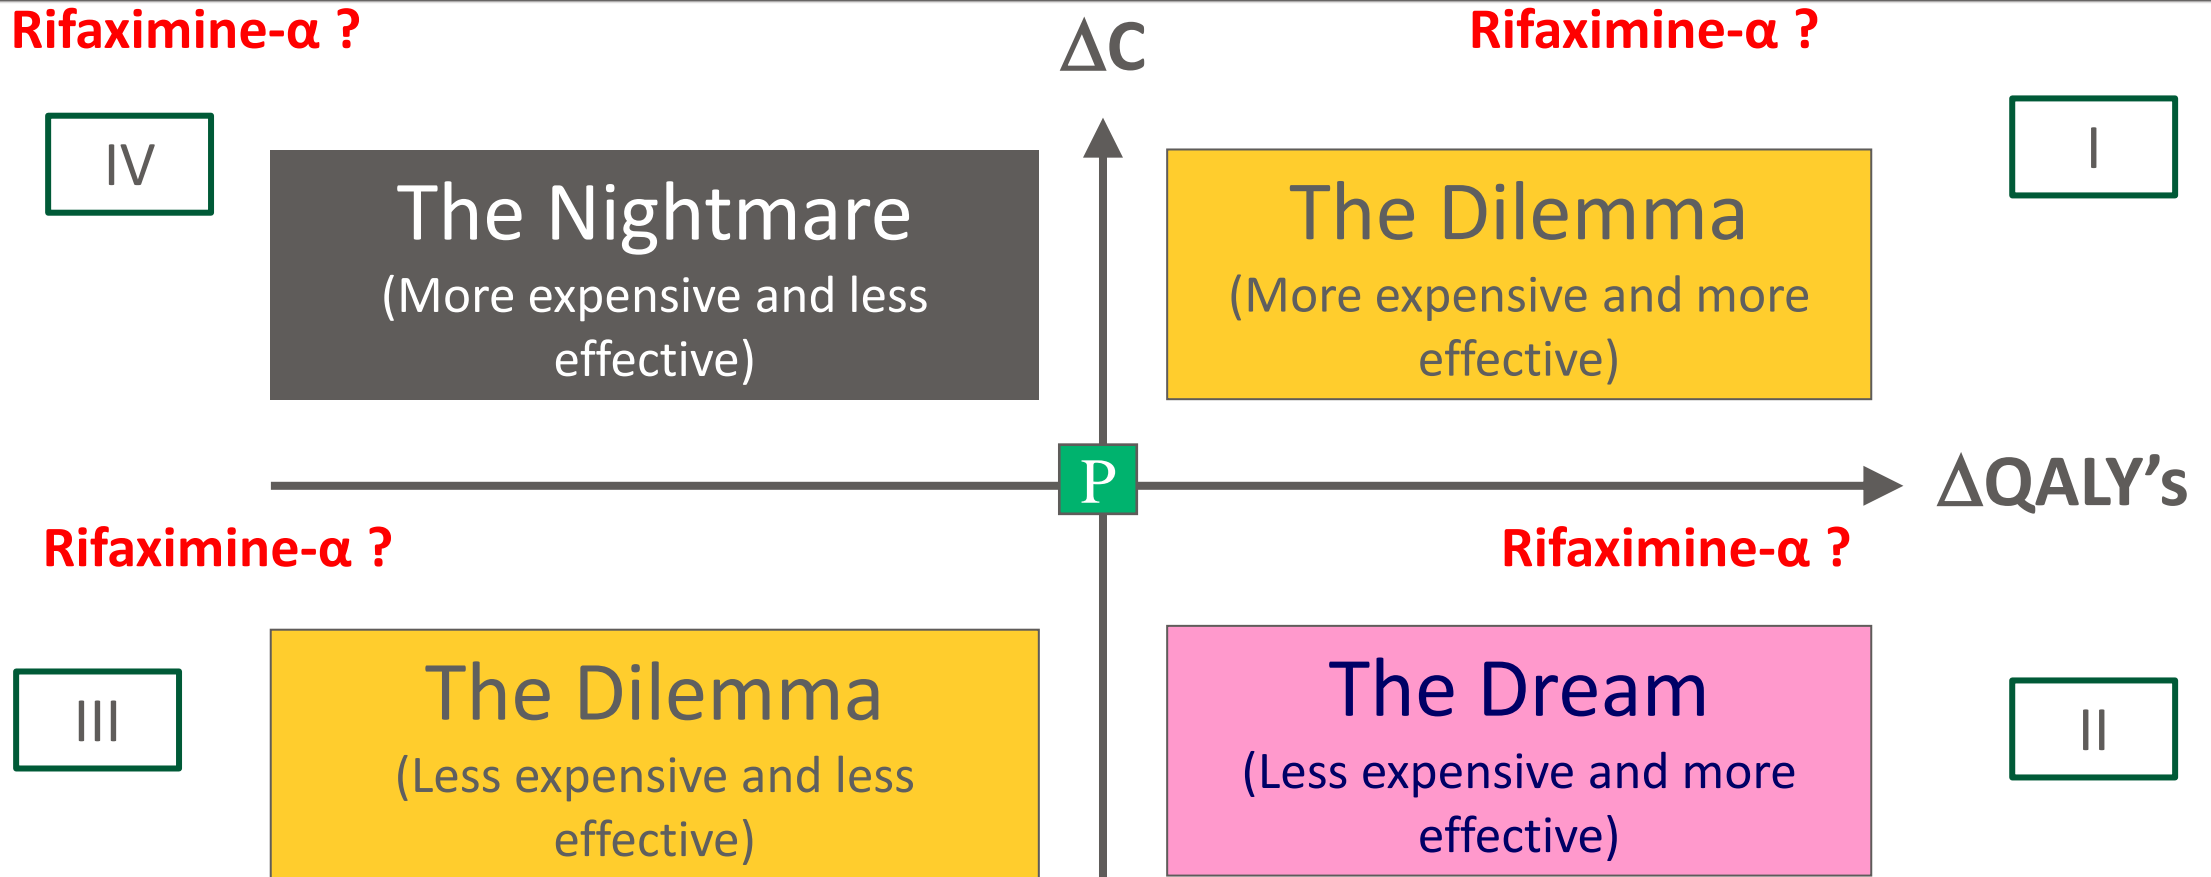 Rifaximine-α ?
ΔC
Rifaximine-α ?
IV
The Nightmare
(More expensive and less
effective)
The Dilemma
(More expensive and more
effective)
I
P
ΔQALY’s
Rifaximine-α ?
Rifaximine-α ?
III
The Dilemma
(Less expensive and less
effective)
The Dream
(Less expensive and more
effective)
II